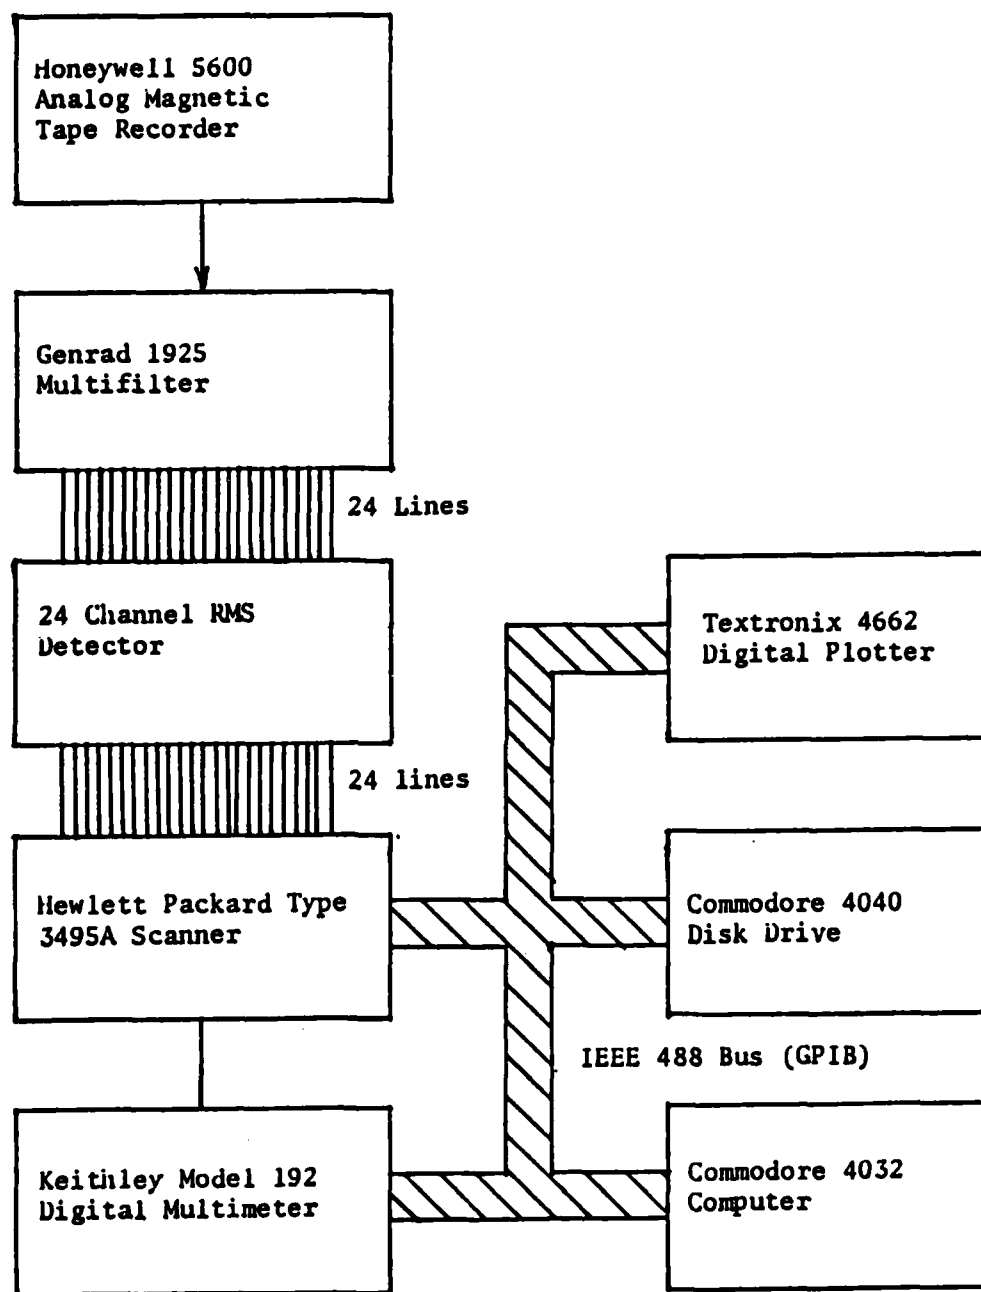 Honeywell 5600
Analog Magnetic
Tape Recorder
Genrad 1925
Multifilter
24 Lines
24 Channel RMS
Detector
24 lines
Hewlett Packard Type
3495A Scanner
Keithley Model 192
Digital Multimeter
Textronix 4662
Digital Plotter
Commodore 4040
Disk Drive
IEEE 488 Bus (GPIB)
Commodore 4032
Computer